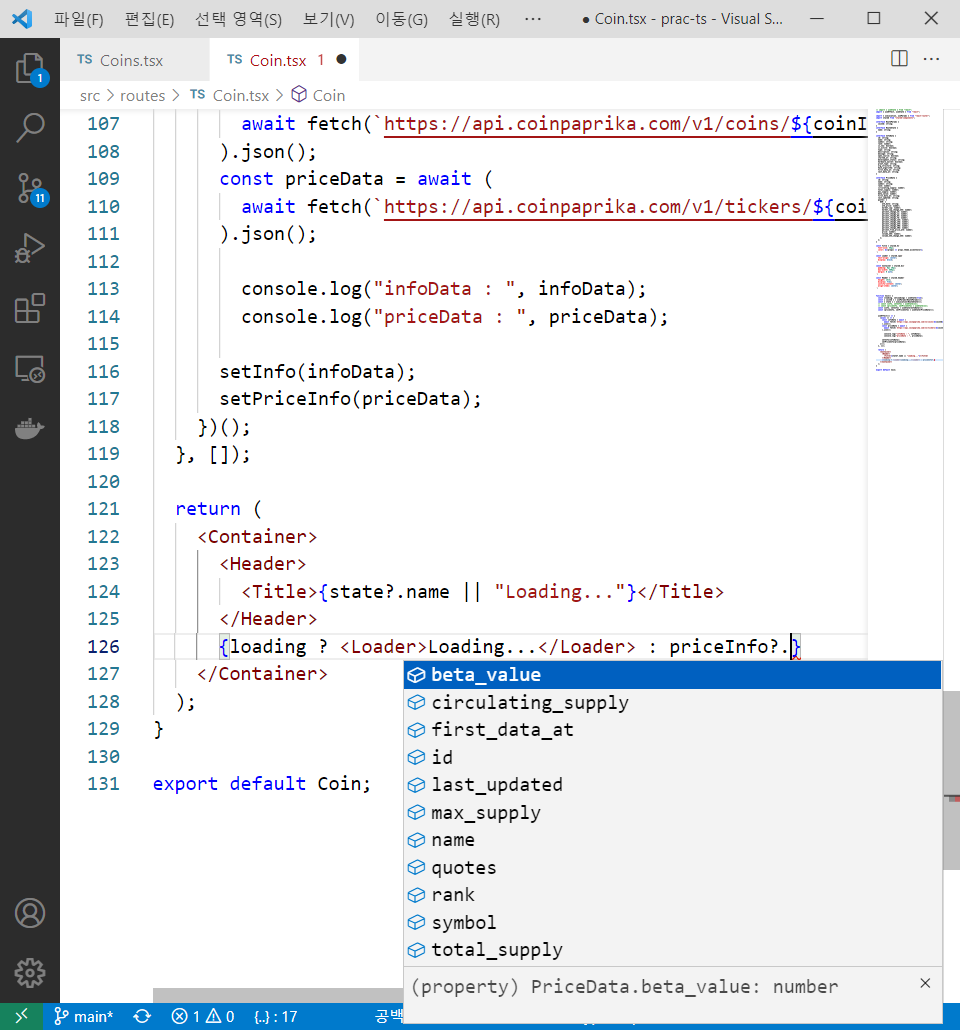 파일(F) 편집(E) 선택 영역(S) 보기(V) 이동(G) 실행(R) ··· ● Coin.tsx - prac-ts - Visual S...
TS Coins.tsx
TS Coin.tsx 1 ●
src > routes > TS Coin.tsx > Coin
1
11
107 await fetch(`https://api.coinpaprika.com/v1/coins/${coinI
108 ).json();
109 const priceData = await (
110 await fetch(`https://api.coinpaprika.com/v1/tickers/${coi
111 ).json();
112
113 console.log("infoData : ", infoData);
114 console.log("priceData : ", priceData);
115
116 setInfo(infoData);
117 setPriceInfo(priceData);
118 })();
119 }, []);
120
121 return (
122 <Container>
123 <Header>
124 <Title>{state?.name || "Loading..."}</Title>
125 </Header>
126 {loading ? <Loader>Loading...</Loader> : priceInfo?.}
127 </Container>
128 );
129 }
130
131 export default Coin;
beta_value
circulating_supply
first_data_at
id
last_updated
max_supply
name
quotes
rank
symbol
total_supply
(property) PriceData.beta_value: number
main* 1 0 {..} : 17 공백